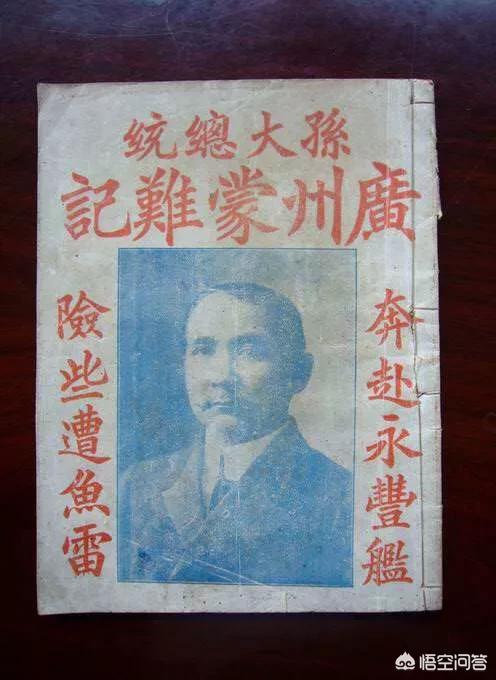 孫大總統
廣州蒙難記
奔赴永豐艦
險些遭魚雷
悟空问答